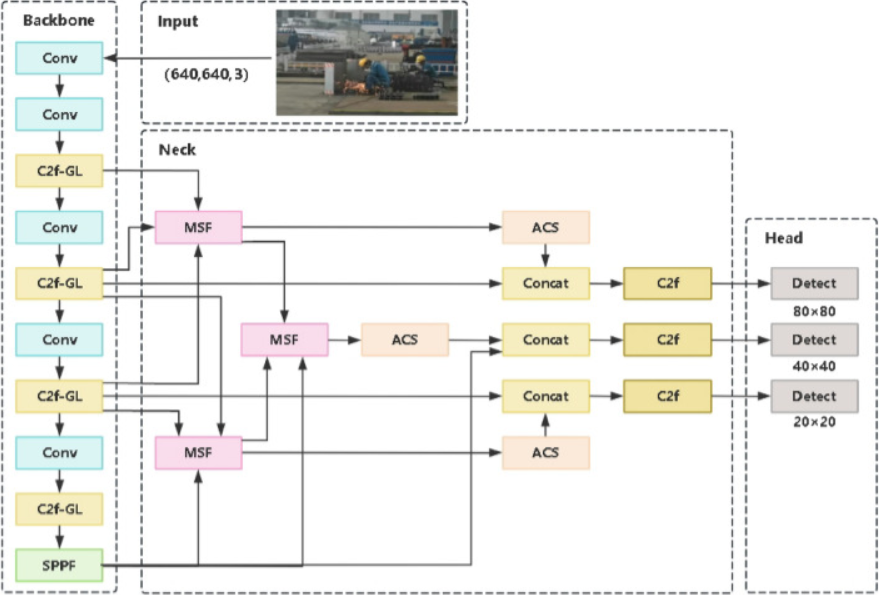 Backbone
Input
Conv
(640,640,3)
Conv
Neck
C2f-GL
Conv
MSF
ACS
Head
C2f-GL
Concat
C2f
Detect
80×80
Conv
MSF
ACS
Concat
C2f
Detect
40×40
C2f-GL
Concat
C2f
Detect
20×20
Conv
MSF
ACS
C2f-GL
SPPF